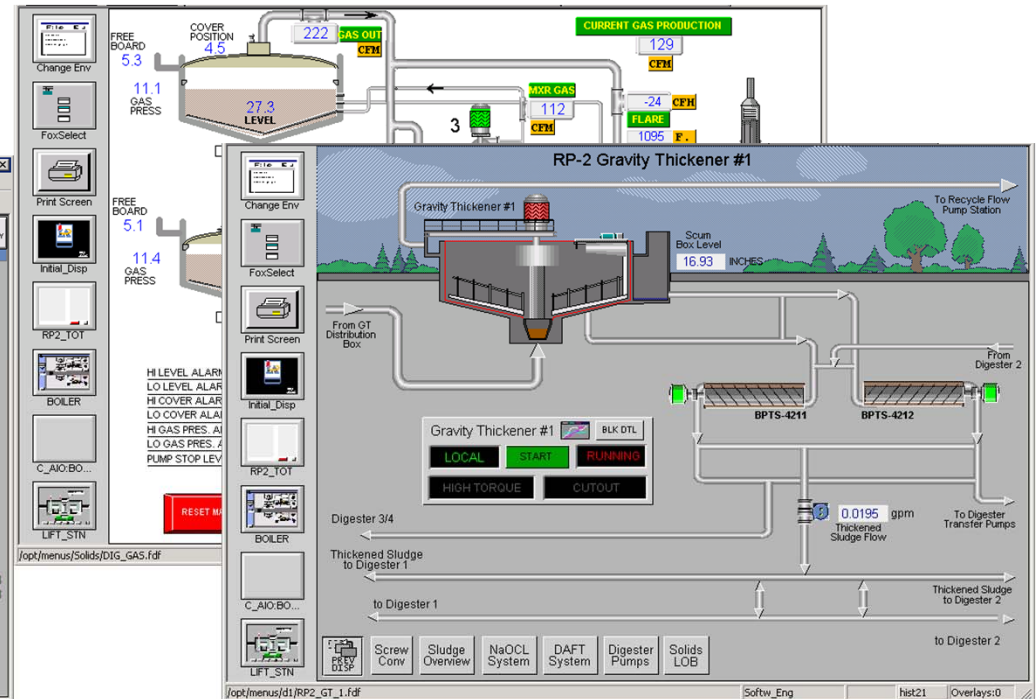 File Ed
Change Env
FoxSelect
Print Screen
Initial_Disp
RP2_TOT
BOILER
C_AIO:BO...
LIFT_STN
FREE
BOARD
5.3
COVER
POSITION
4.5
222
GAS OUT
CFM
CURRENT GAS PRODUCTION
129
CFM
11.1
GAS
PRESS
27.3
LEVEL
MXR GAS
112
CFM
-24
CFH
FLARE
1095
F.
3
FREE
BOARD
5.1
11.4
GAS
PRESS
HI LEVEL ALARM
LO LEVEL ALAR
HI COVER ALAR
LO COVER ALA
HI GAS PRES. A
LO GAS PRES. A
PUMP STOP LEV
RESET MA
/opt/menus/Solids/DIG_GAS.fdf
File Ed
Change Env
FoxSelect
Print Screen
Initial_Disp
RP2_TOT
BOILER
C_AIO:BO...
LIFT_STN
RP-2 Gravity Thickener #1
Gravity Thickener #1
To Recycle Flow
Pump Station
Scum
Box Level
16.93 INCHES
From GT
Distribution
Box
From
Digester 2
BPTS-4211
BPTS-4212
Gravity Thickener #1
BLK DTL
LOCAL
START
RUNNING
HIGH TORQUE
CUTOUT
0.0195 gpm
Thickened
Sludge Flow
To Digester
Transfer Pumps
Digester 3/4
Thickened Sludge
to Digester 1
Thickened Sludge
to Digester 2
to Digester 1
to Digester 2
PREV
DISP
Screw
Conv
Sludge
Overview
NaOCL
System
DAFT
System
Digester
Pumps
Solids
LOB
/opt/menus/d1/RP2_GT_1.fdf
Softw_Eng
hist21
Overlays:0